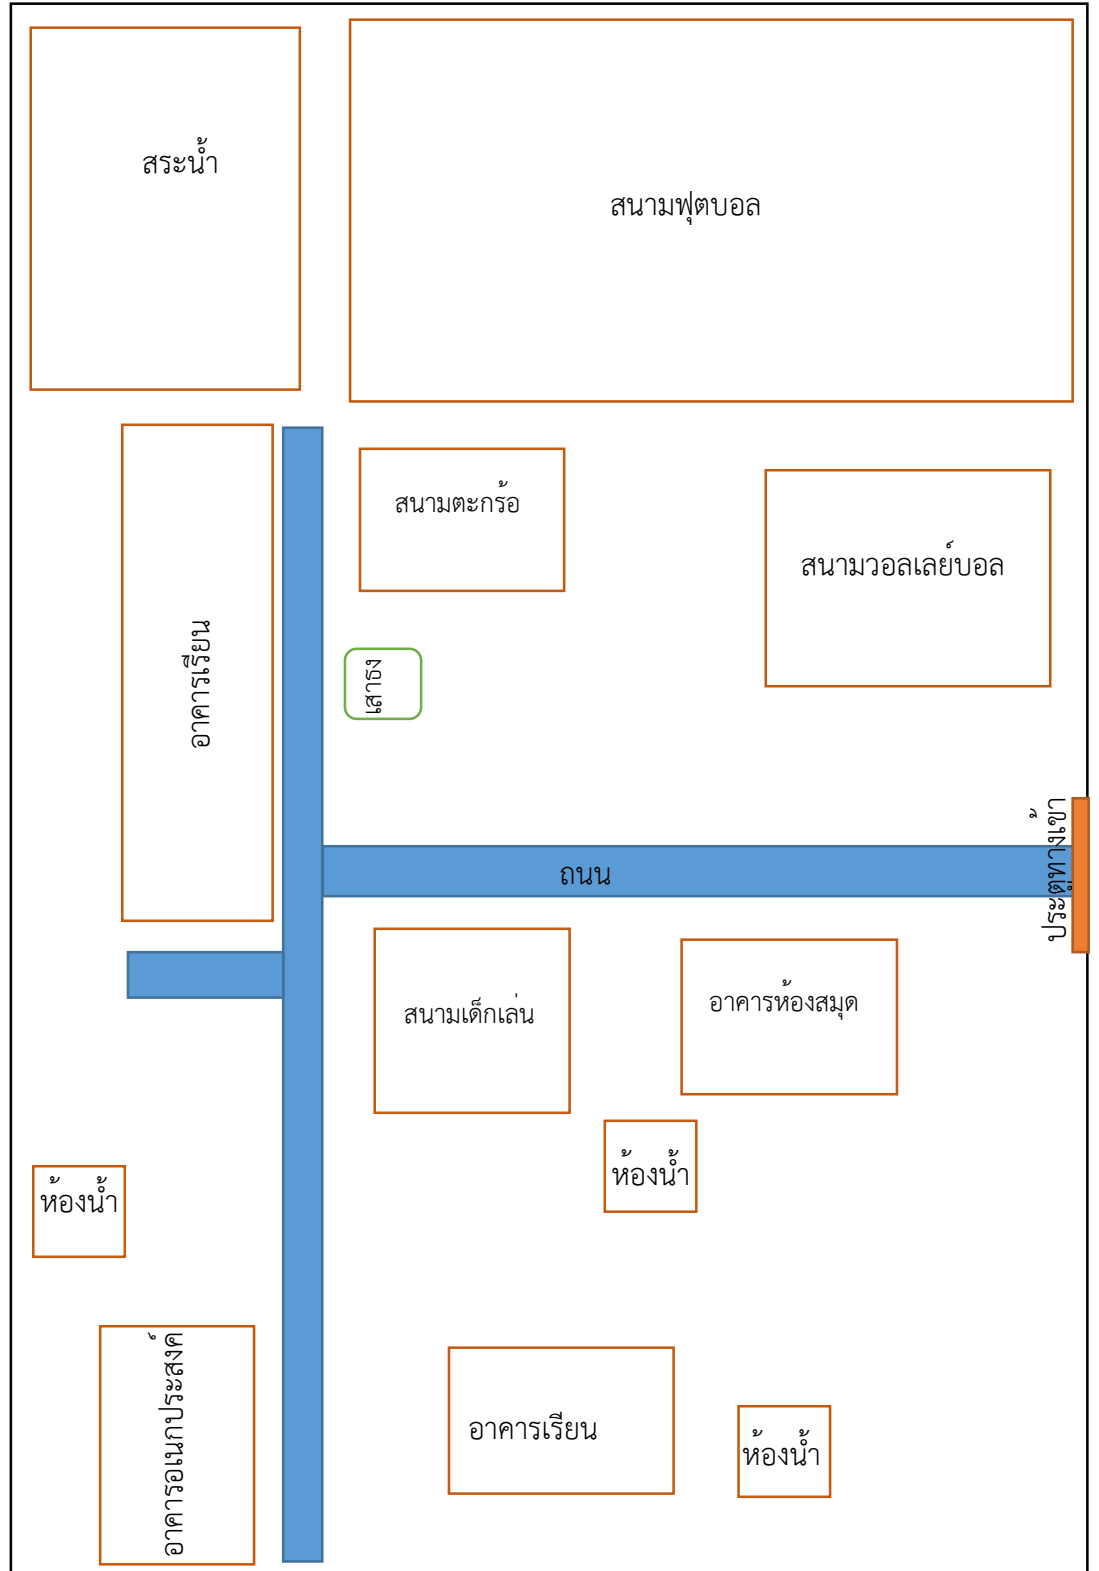 สระน้ำ
สนามฟุตบอล
สนามตะกร้อ
สนามวอลเลย์บอล
อาคารเรียน
เสาธง
ประตูทางเข้า
ถนน
สนามเด็กเล่น
อาคารห้องสมุด
ห้องน้ำ
ห้องน้ำ
อาคารอเนกประสงค์
อาคารเรียน
ห้องน้ำ